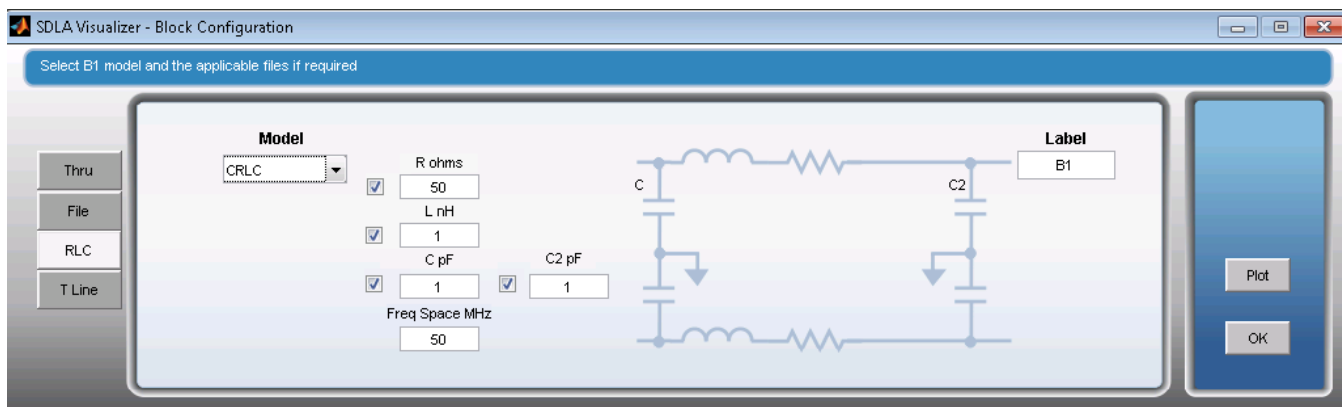 SDLA Visualizer - Block Configuration
Select B1 model and the applicable files if required
Thru
File
RLC
T Line
Model
CRLC
R ohms
50
L nH
1
C pF
1
C2 pF
1
Freq Space MHz
50
C
C2
Label
B1
Plot
OK